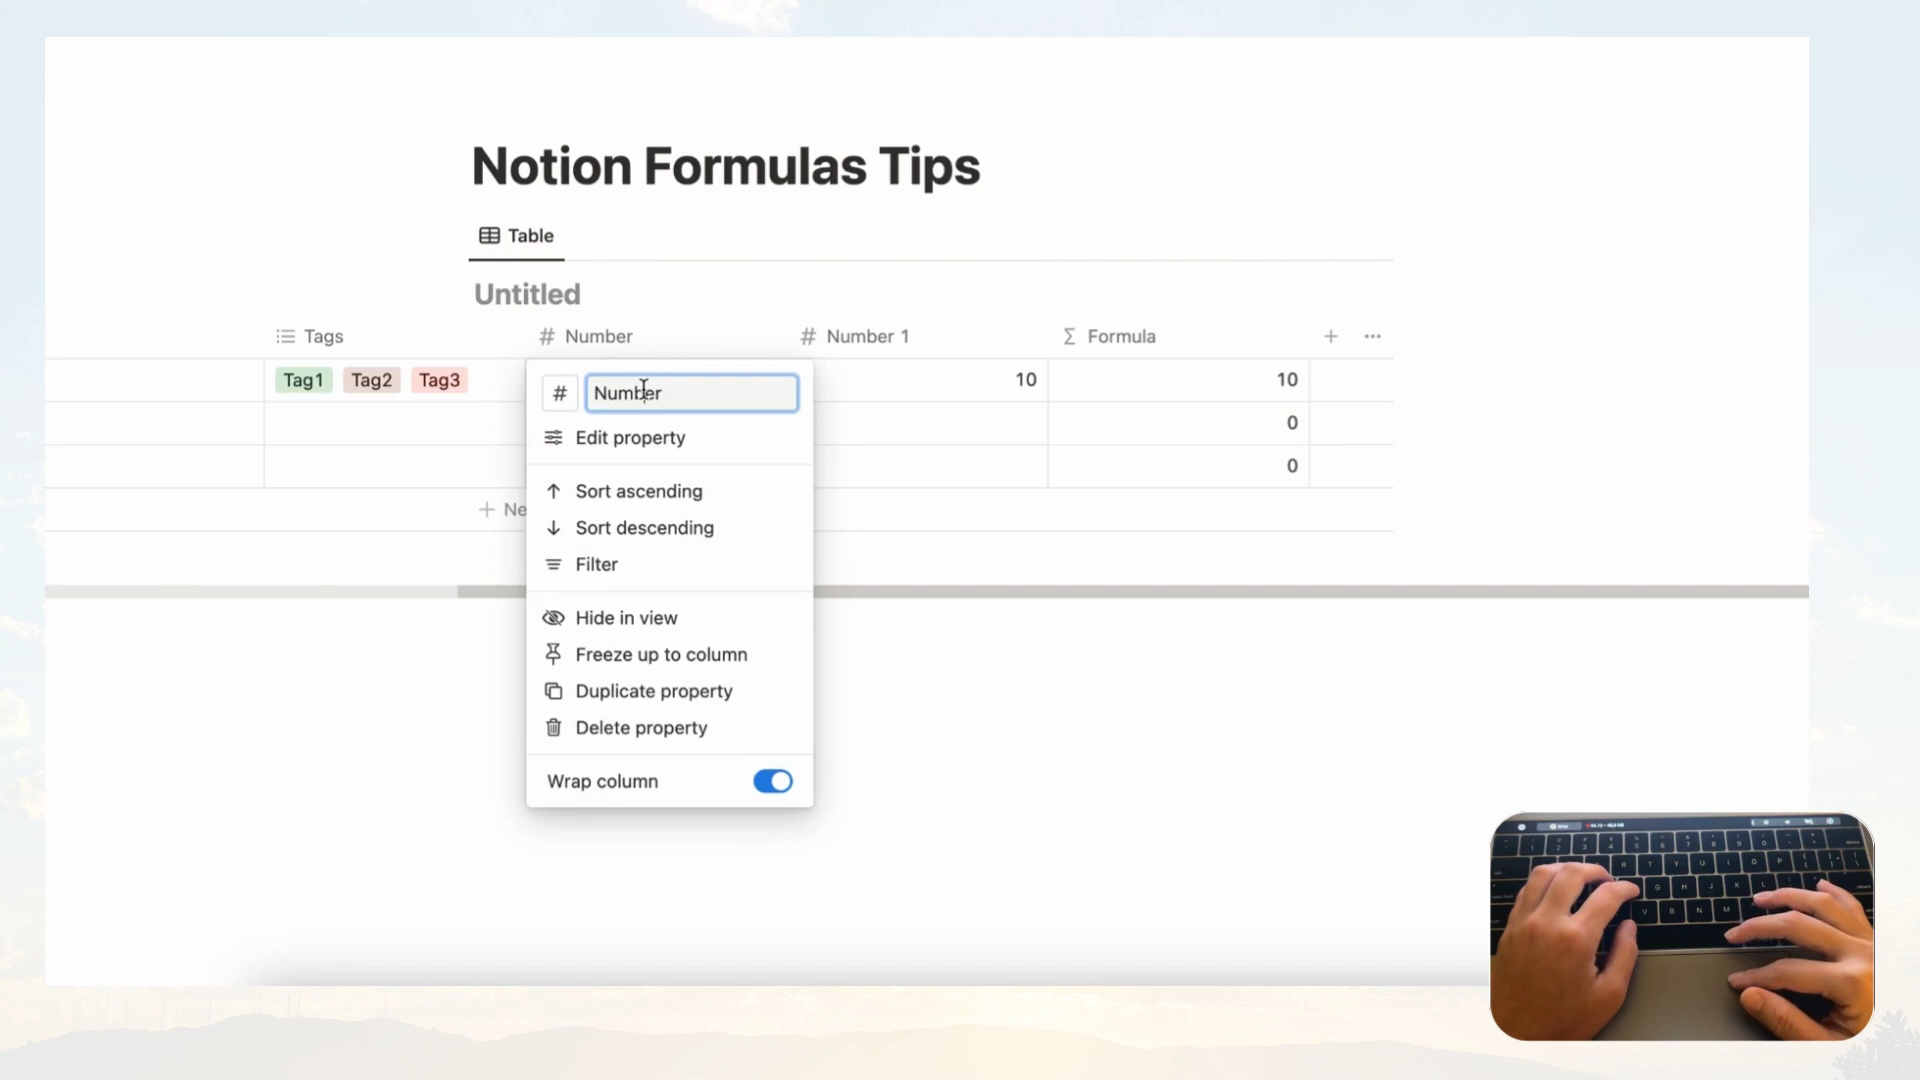 Notion Formulas Tips
Table
Untitled
Tags
# Number
# Number 1
Σ Formula
Tag1 Tag2 Tag3
10
10
0
0
+ Ne
# Number
Edit property
Sort ascending
Sort descending
Filter
Hide in view
Freeze up to column
Duplicate property
Delete property
Wrap column
R T Y U I O P
G H J K L
V B N M